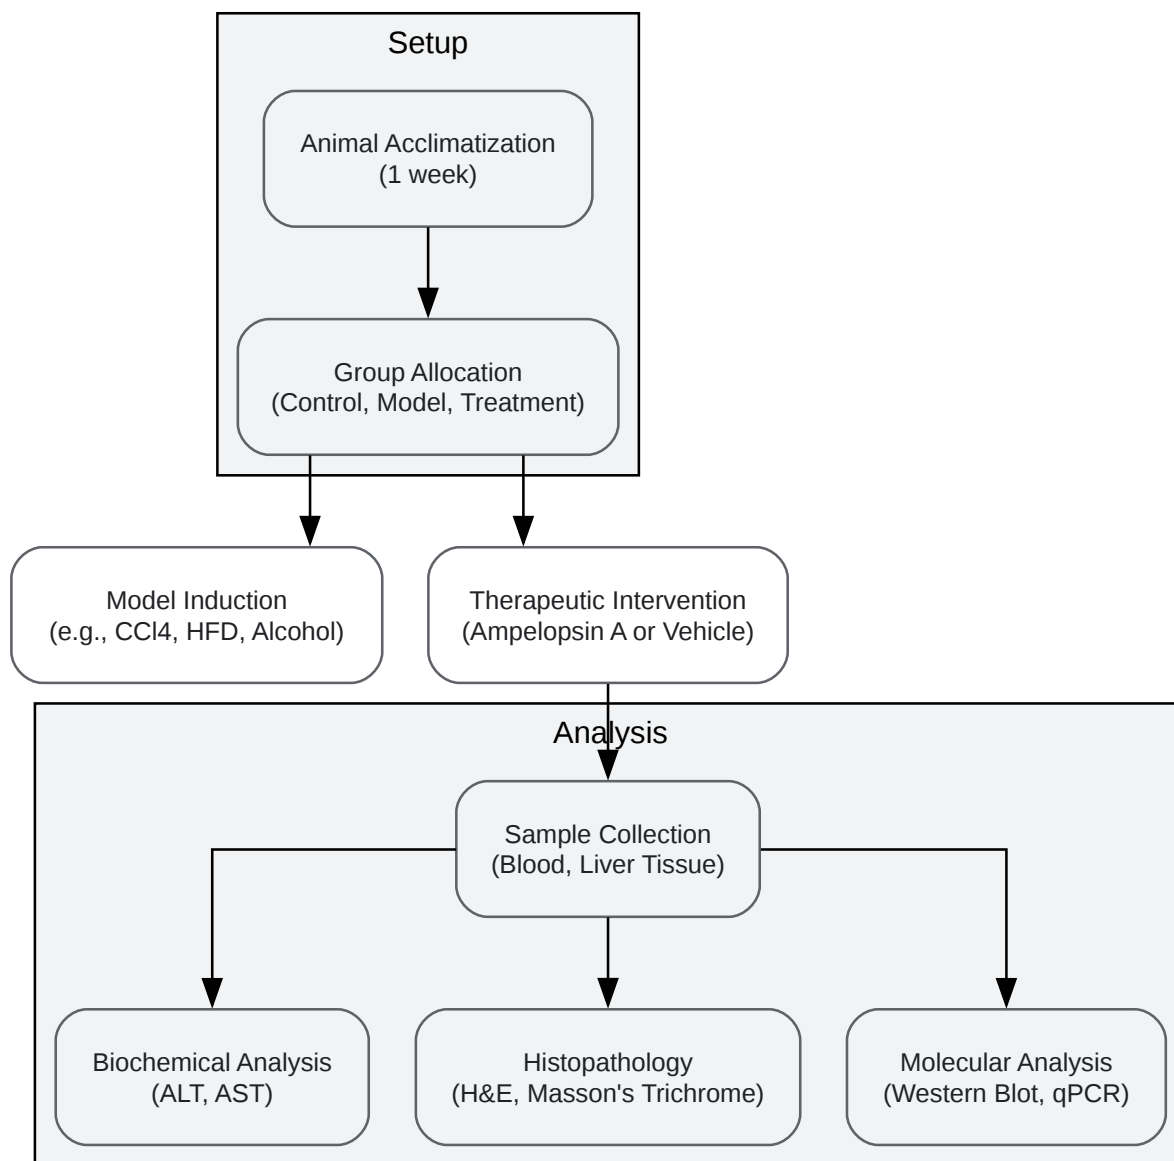 Setup
Animal Acclimatization
(1 week)
Group Allocation
(Control, Model, Treatment)
Model Induction
(e.g., CCl4, HFD, Alcohol)
Therapeutic Intervention
(Ampelopsin A or Vehicle)
Analysis
Sample Collection
(Blood, Liver Tissue)
Biochemical Analysis
(ALT, AST)
Histopathology
(H&E, Masson's Trichrome)
Molecular Analysis
(Western Blot, qPCR)